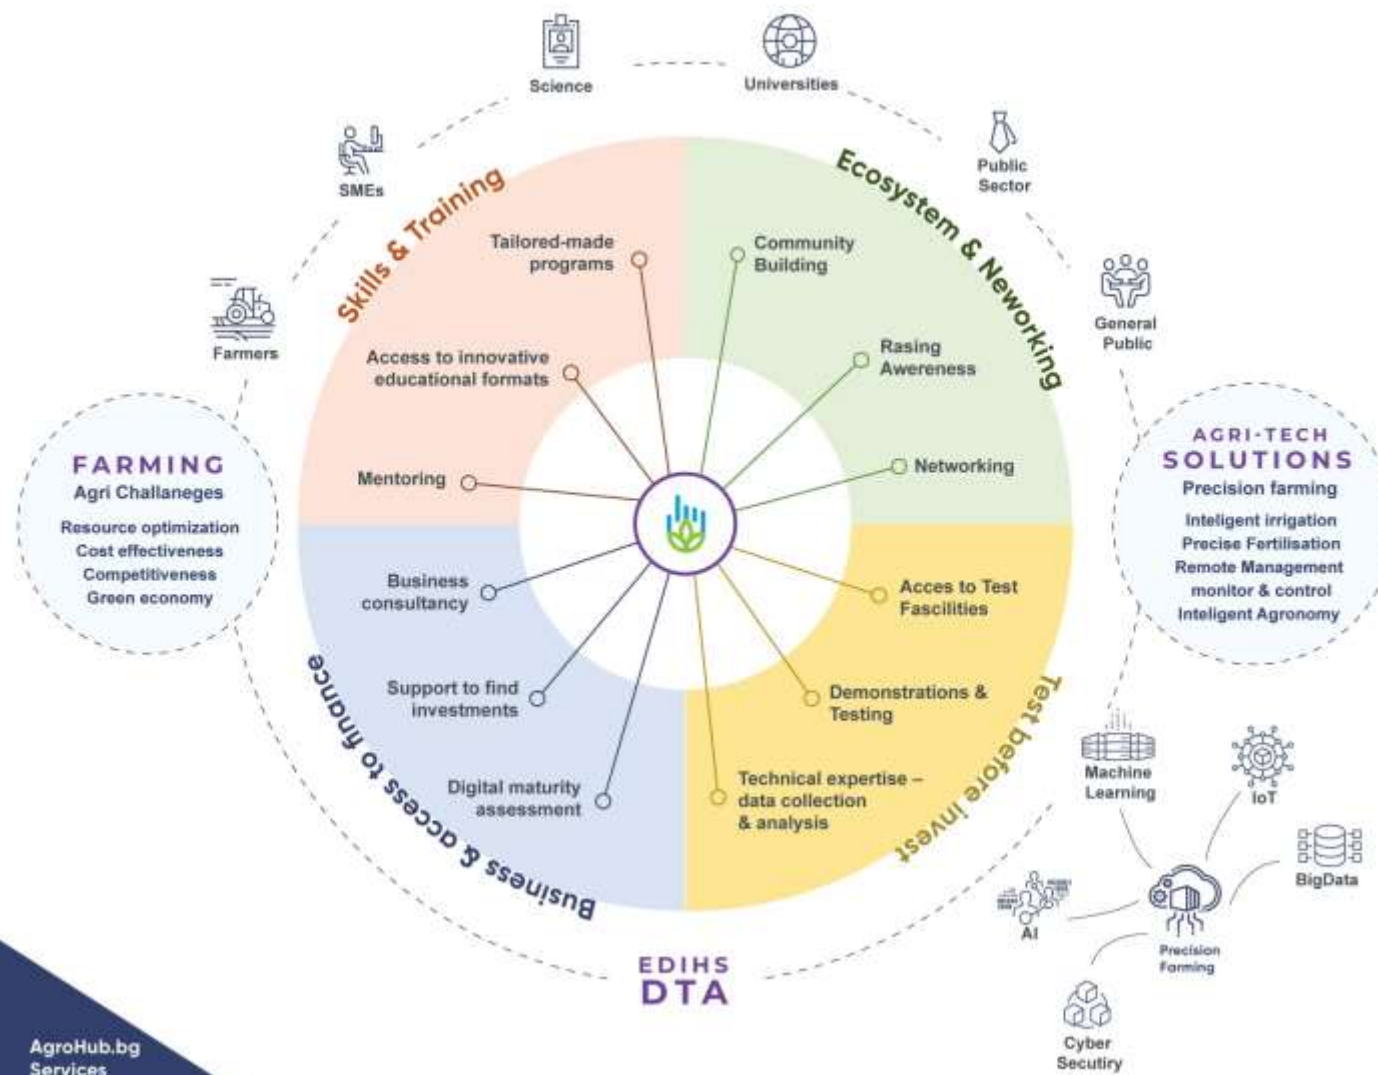 Science
Universities
SMEs
Public
Sector
Farmers
General
Public
Skills & Training
Tailored-made
programs
Access to innovative
educational formats
Mentoring
Ecosystem & Neworking
Community
Building
Rasing
Awereness
Networking
FARMING
Agri Challaneges
Resource optimization
Cost effectiveness
Competitiveness
Green economy
AGRI-TECH
SOLUTIONS
Precision farming
Inteligent irrigation
Precise Fertilisation
Remote Management
monitor & control
Inteligent Agronomy
Business
consultancy
Support to find
investments
Digital maturity
assessment
Business & access to finance
Acces to Test
Fascilities
Demonstrations &
Testing
Technical expertise –
data collection
& analysis
Test before invest
Machine
Learning
IoT
BigData
AI
Precision
Farming
Cyber
Secutiry
EDIHS
DTA
AgroHub.bg
Services